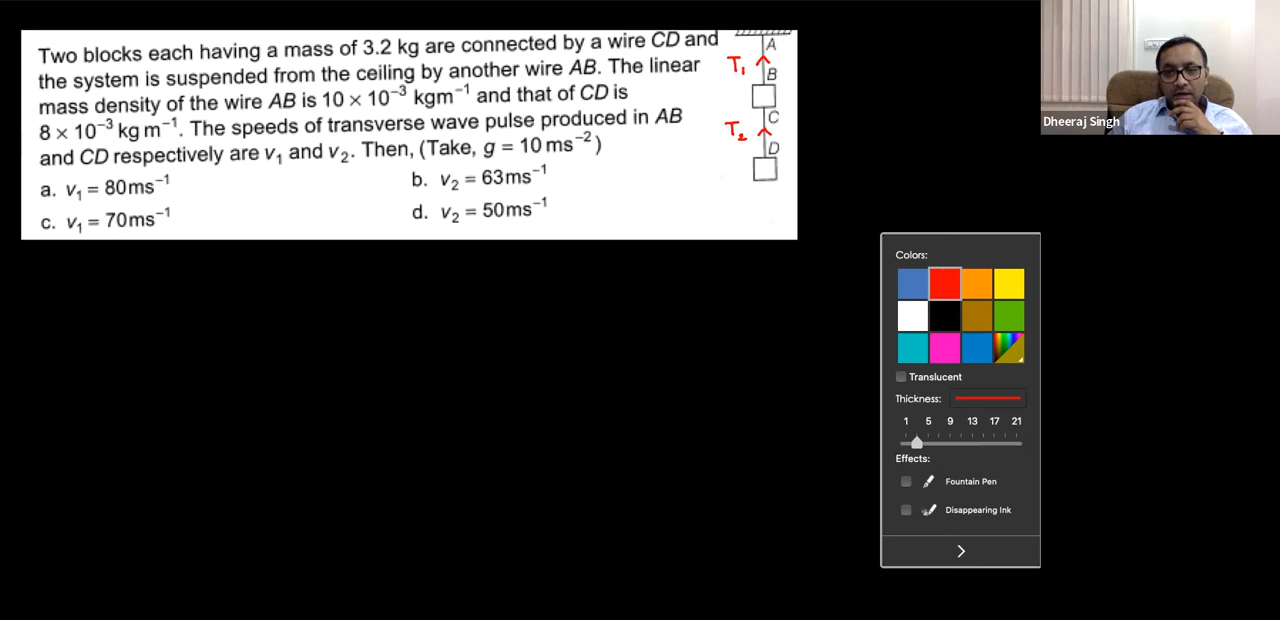 Two blocks each having a mass of 3.2 kg are connected by a wire CD and
the system is suspended from the ceiling by another wire AB. The linear
mass density of the wire AB is 10 × 10⁻³ kgm⁻¹ and that of CD is
8 × 10⁻³ kg m⁻¹. The speeds of transverse wave pulse produced in AB
and CD respectively are v₁ and v₂. Then, (Take, g = 10 ms⁻²)
a. v₁ = 80ms⁻¹
b. v₂ = 63ms⁻¹
c. v₁ = 70ms⁻¹
d. v₂ = 50ms⁻¹
A
T₁
B
C
T₂
D
Dheeraj Singh
Colors:
Translucent
Thickness:
1 5 9 13 17 21
Effects:
Fountain Pen
Disappearing Ink